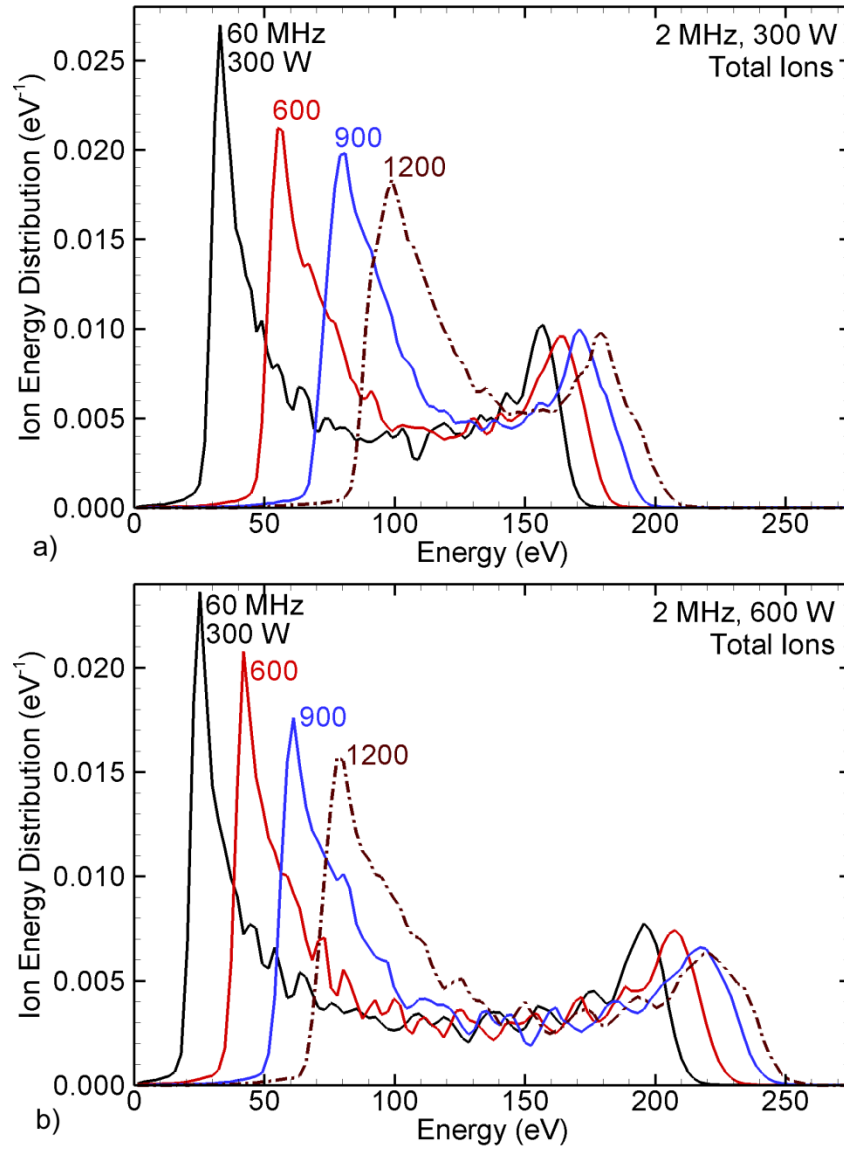 60 MHz
300 W
2 MHz, 300 W
Total Ions
600
900
1200
0.025
0.020
0.015
0.010
0.005
0.000
Ion Energy Distribution (eV⁻¹)
0 50 100 150 200 250
Energy (eV)
a)
60 MHz
300 W
2 MHz, 600 W
Total Ions
600
900
1200
0.020
0.015
0.010
0.005
0.000
Ion Energy Distribution (eV⁻¹)
0 50 100 150 200 250
Energy (eV)
b)